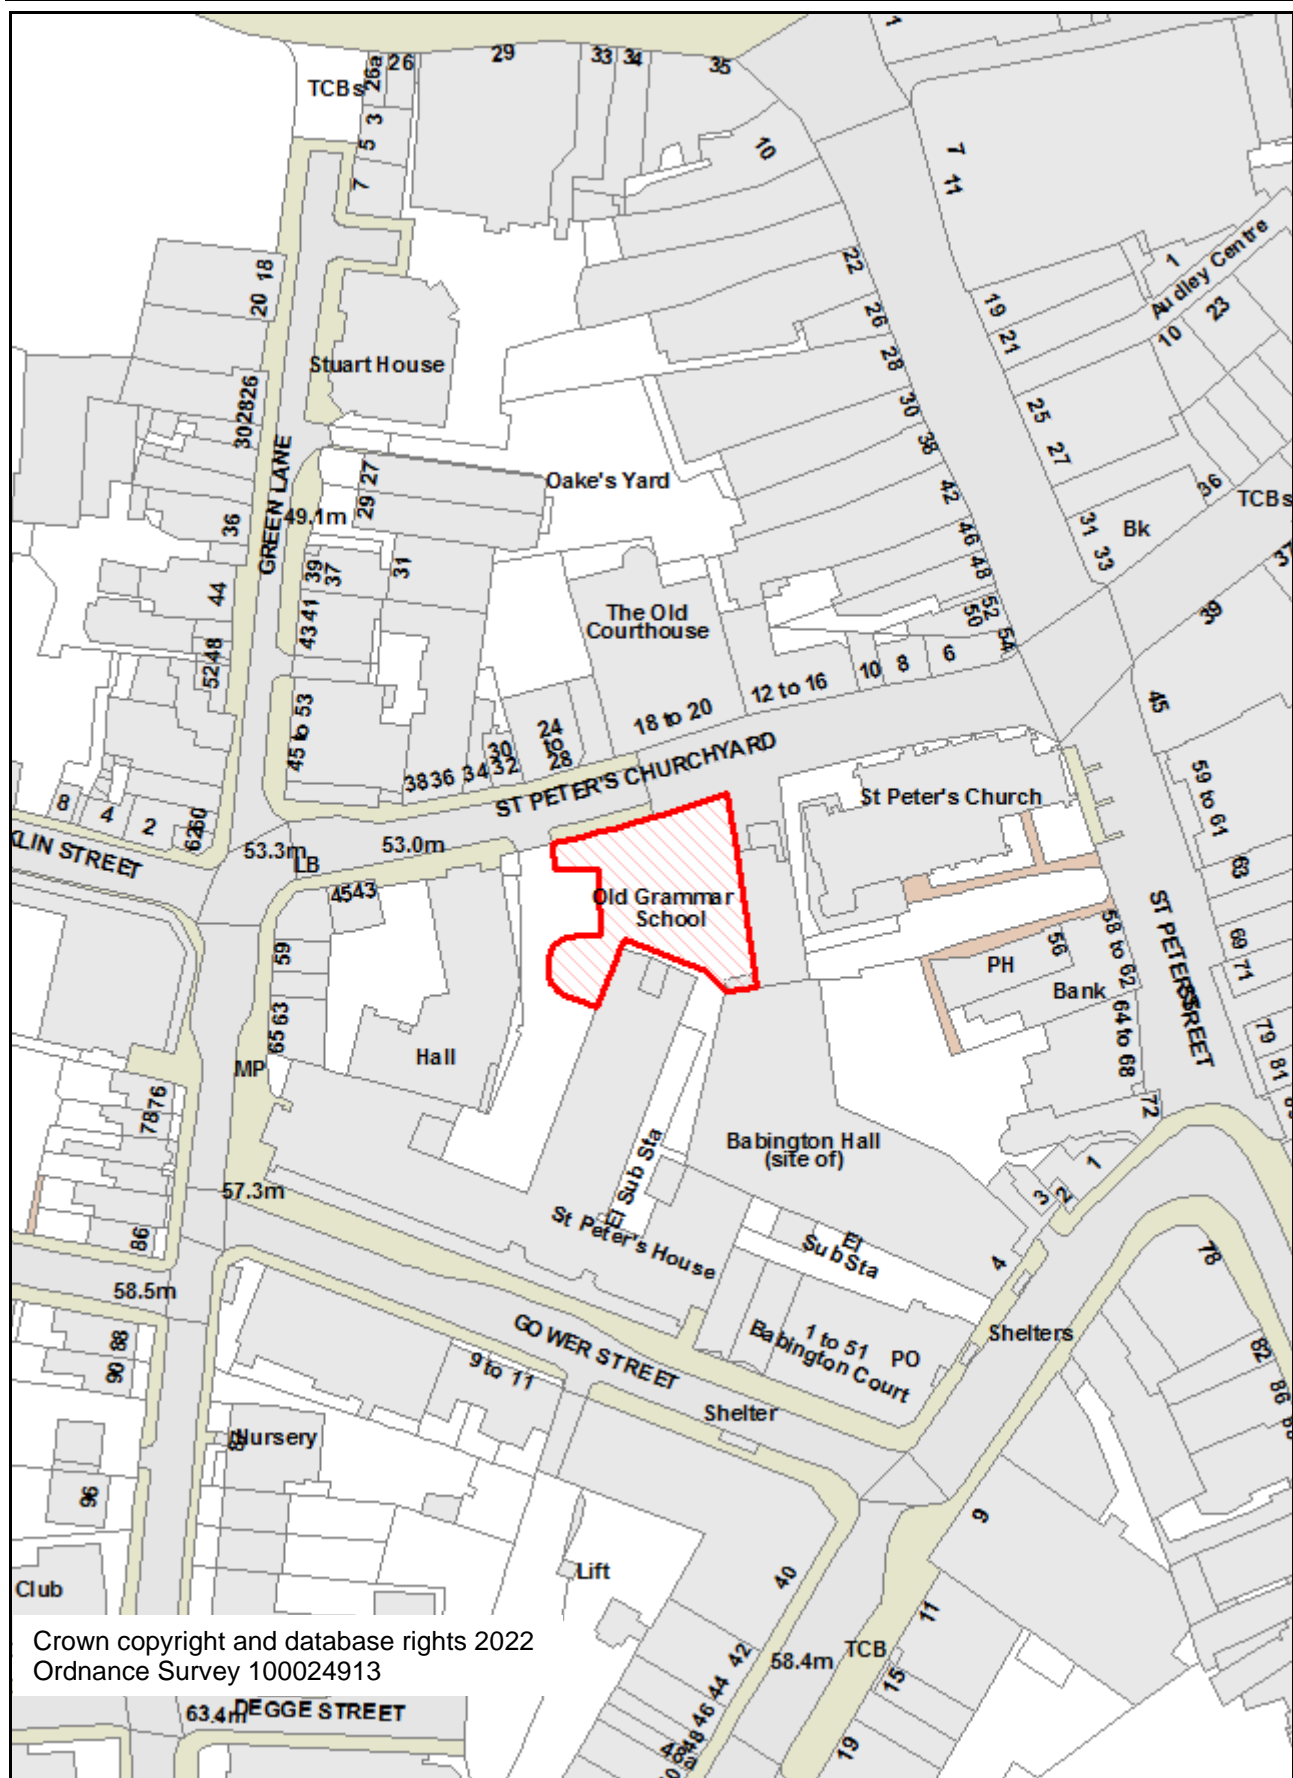 1
29
33
34
35
26
26a
TCBs
3
5
7
10
7
11
18
20
22
26
28
30
38
42
46
48
50
52
54
19
21
25
27
31
33
Bk
1
Audley Centre
23
10
36
TCBs
37
39
Stuart House
26
28
30
GREEN LANE
27
29
49.1m
Oake's Yard
36
39
37
31
44
41
43
48
52
The Old
Courthouse
45 to 53
38
36
34
32
30
24
to
28
18 to 20
12 to 16
10
8
6
45
59 to 61
63
69
71
79
81
ST PETER'S CHURCHYARD
St Peter's Church
8
4
2
60
62
KLIN STREET
53.3m
LB
53.0m
45
43
59
63
65
Old Grammar
School
ST PETER'S STREET
58 to 62
56
PH
Bank
64 to 68
72
Hall
MP
76
78
86
57.3m
El Sub Sta
Babington Hall
(site of)
St Peter's House
El
Sub Sta
1
2
3
4
78
82
86
58.5m
88
90
GOWER STREET
9 to 11
1 to 51
Babington Court
PO
Shelters
Shelter
Nursery
96
Club
Lift
9
40
42
44
46
48
11
15
19
58.4m
TCB
Crown copyright and database rights 2022
Ordnance Survey 100024913
63.4m
DEGGE STREET